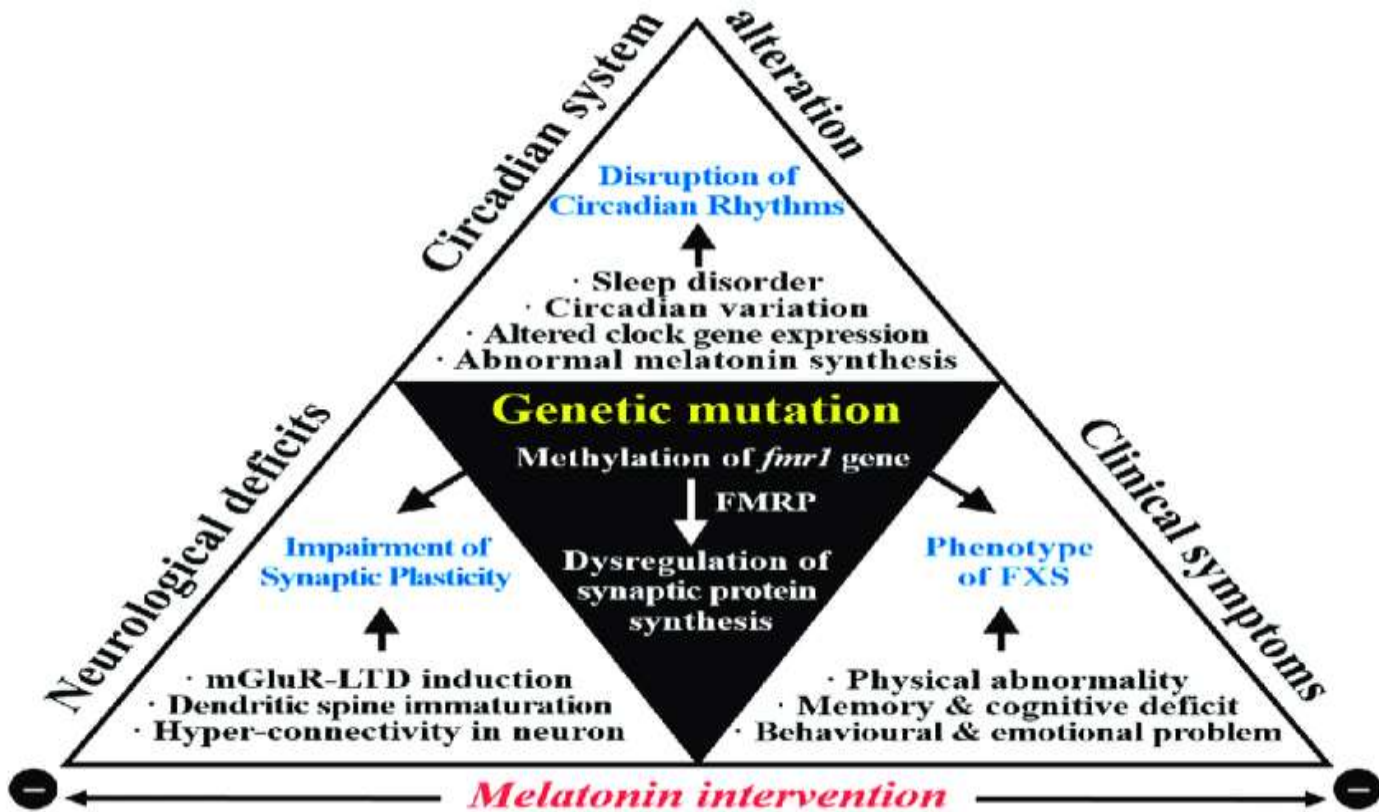 Circadian system
alteration
Disruption of
Circadian Rhythms
· Sleep disorder
· Circadian variation
· Altered clock gene expression
· Abnormal melatonin synthesis
Neurological deficits
Clinical symptoms
Genetic mutation
Methylation of fmr1 gene
FMRP
Dysregulation of
synaptic protein
synthesis
Impairment of
Synaptic Plasticity
· mGluR-LTD induction
· Dendritic spine immaturation
· Hyper-connectivity in neuron
Phenotype
of FXS
· Physical abnormality
· Memory & cognitive deficit
· Behavioural & emotional problem
− Melatonin intervention −